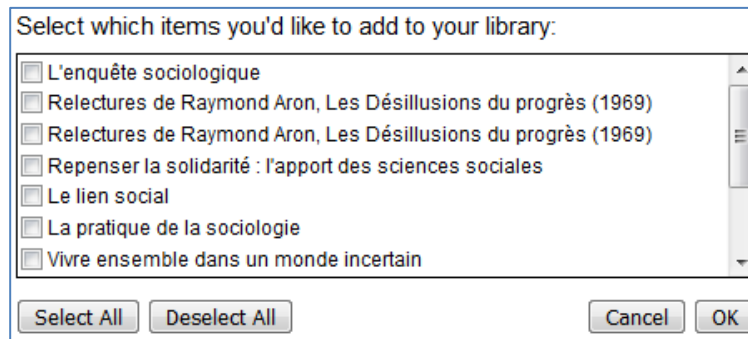 Select which items you'd like to add to your library:
L'enquête sociologique
Relectures de Raymond Aron, Les Désillusions du progrès (1969)
Relectures de Raymond Aron, Les Désillusions du progrès (1969)
Repenser la solidarité : l'apport des sciences sociales
Le lien social
La pratique de la sociologie
Vivre ensemble dans un monde incertain
Select All Deselect All Cancel OK